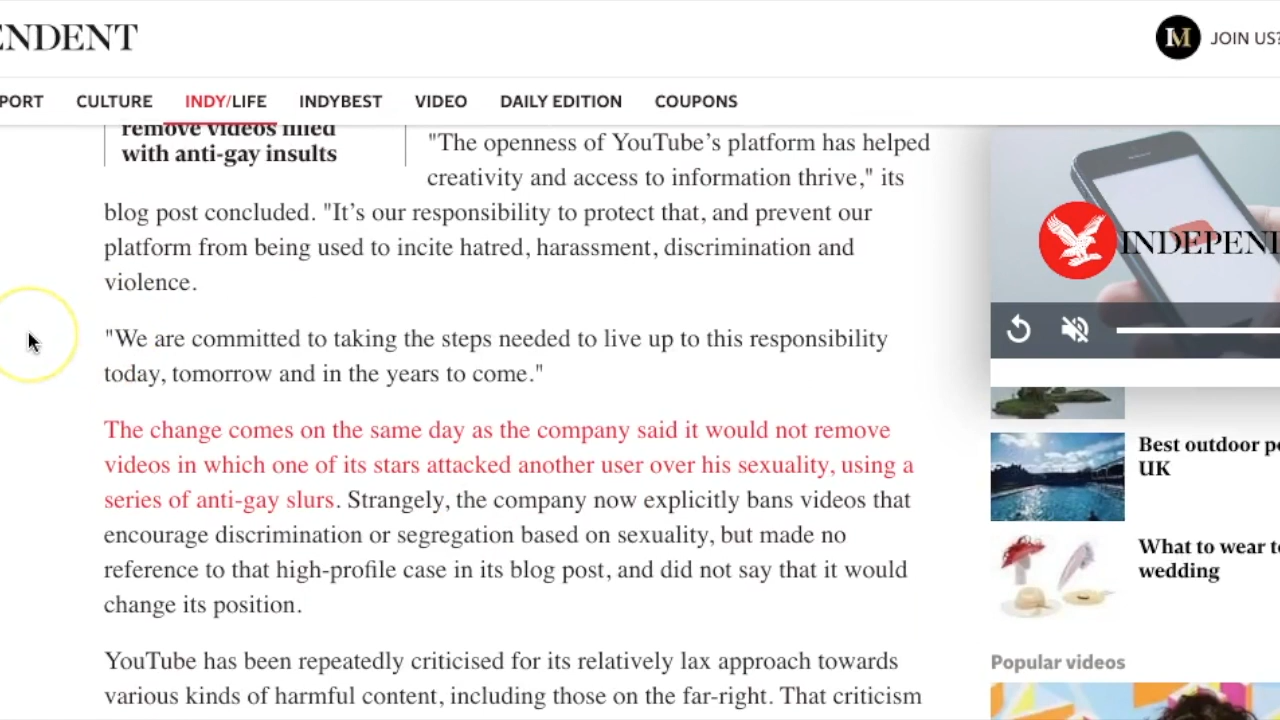 ENDENT
JOIN US?
PORT CULTURE INDY/LIFE INDYBEST VIDEO DAILY EDITION COUPONS
remove videos filled
with anti-gay insults
"The openness of YouTube’s platform has helped
creativity and access to information thrive," its
blog post concluded. "It’s our responsibility to protect that, and prevent our
platform from being used to incite hatred, harassment, discrimination and
violence.
"We are committed to taking the steps needed to live up to this responsibility
today, tomorrow and in the years to come."
The change comes on the same day as the company said it would not remove
videos in which one of its stars attacked another user over his sexuality, using a
series of anti-gay slurs. Strangely, the company now explicitly bans videos that
encourage discrimination or segregation based on sexuality, but made no
reference to that high-profile case in its blog post, and did not say that it would
change its position.
YouTube has been repeatedly criticised for its relatively lax approach towards
various kinds of harmful content, including those on the far-right. That criticism
INDEPENT
Best outdoor po
UK
What to wear to
wedding
Popular videos